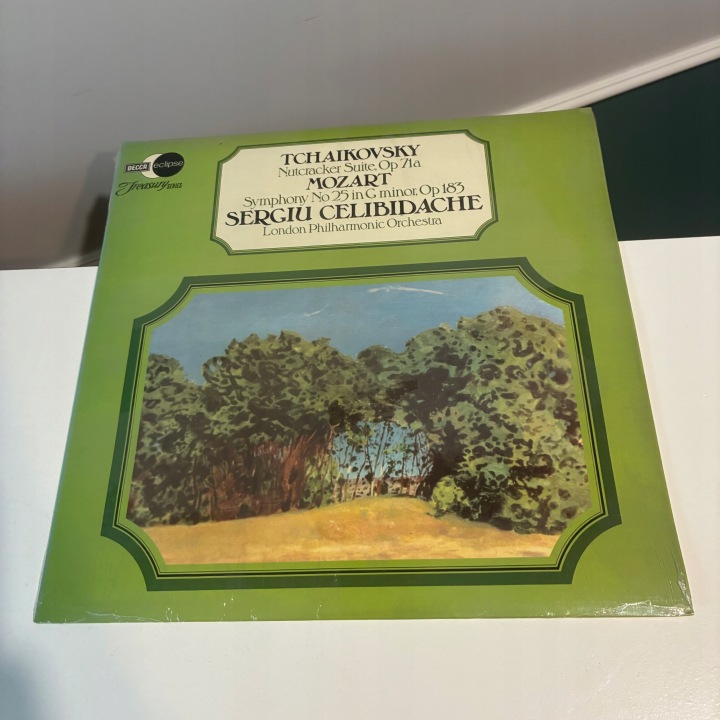 DECCA eclipse
Treasury
TCHAIKOVSKY
Nutcracker Suite, Op 71a
MOZART
Symphony No 25 in G minor, Op 183
SERGIU CELIBIDACHE
London Philharmonic Orchestra